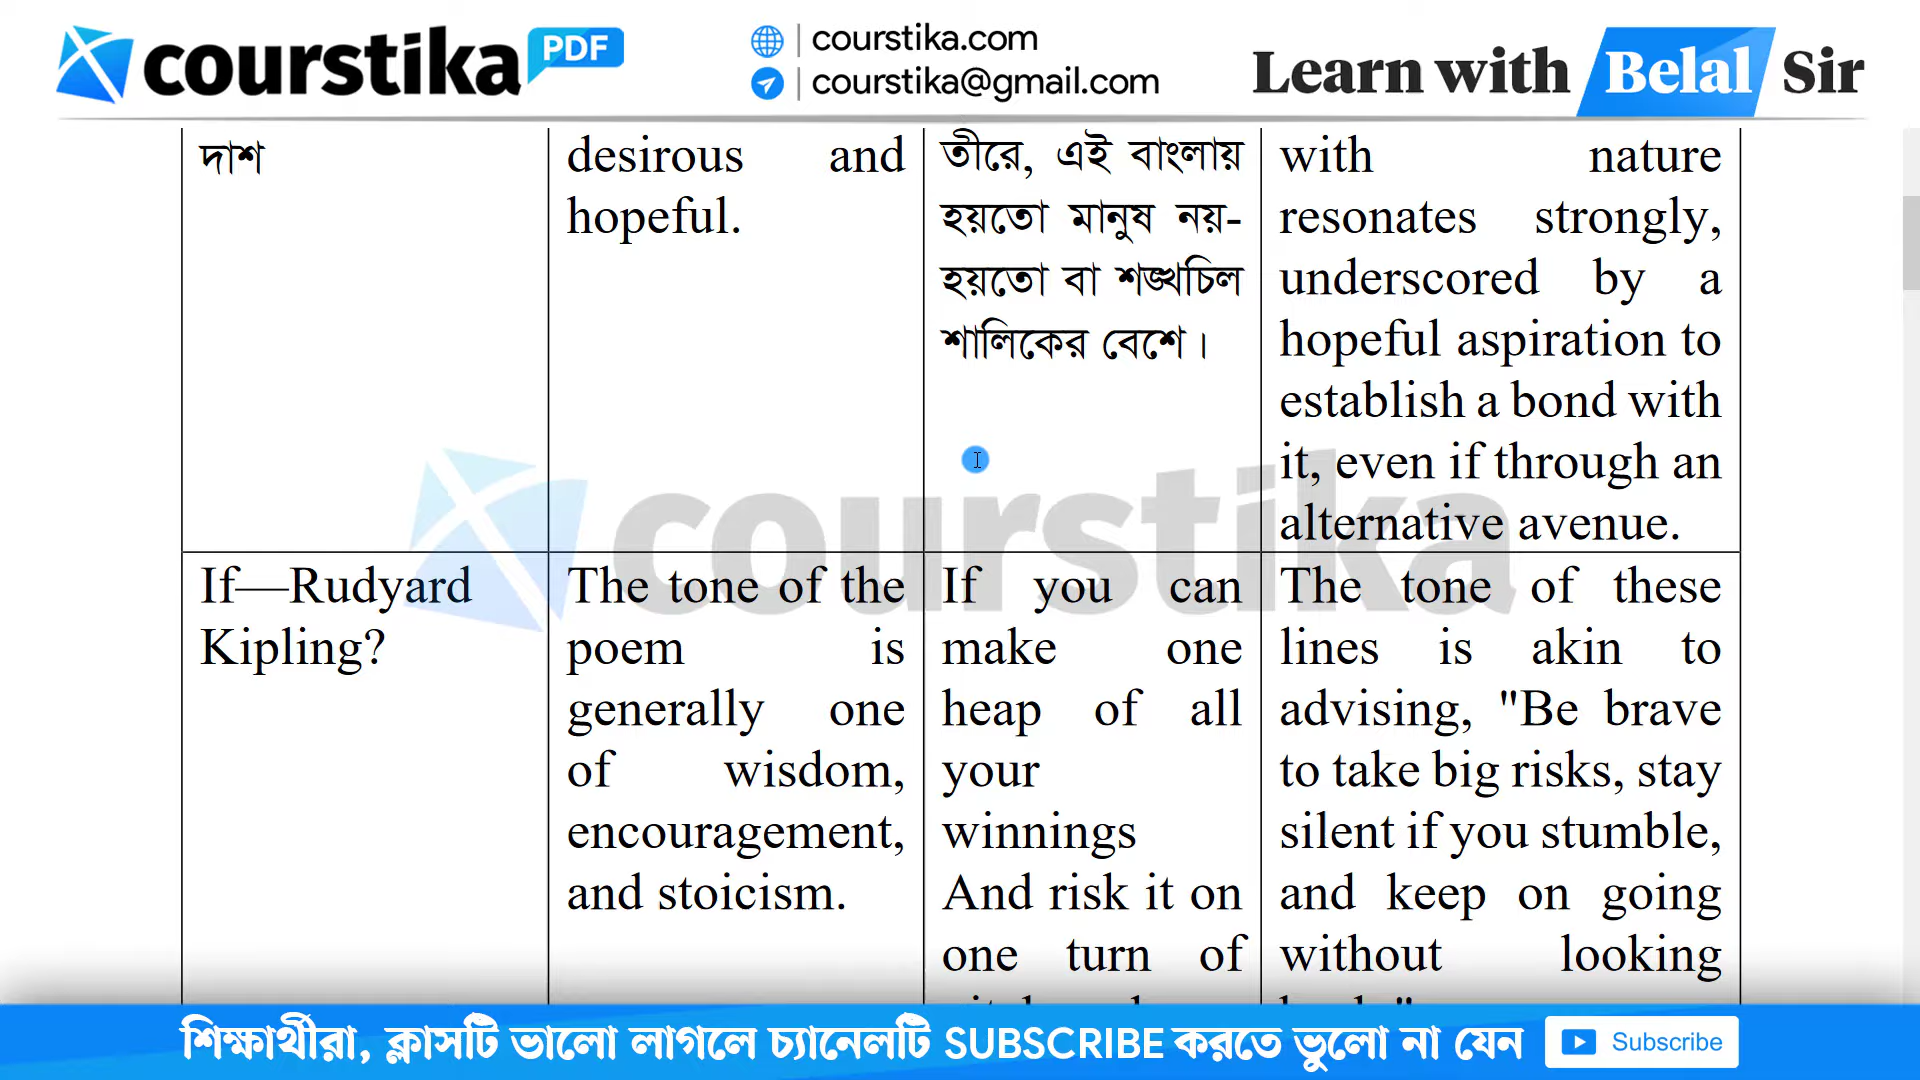 courstika PDF
courstika.com
courstika@gmail.com
Learn with Belal Sir
দাশ
desirous and
hopeful.
তীরে, এই বাংলায়
হয়তো মানুষ নয়-
হয়তো বা শঙ্খচিল
শালিকের বেশে।
with nature
resonates strongly,
underscored by a
hopeful aspiration to
establish a bond with
it, even if through an
alternative avenue.
courstika
If—Rudyard
Kipling?
The tone of the
poem is
generally one
of wisdom,
encouragement,
and stoicism.
If you can
make one
heap of all
your
winnings
And risk it on
one turn of
The tone of these
lines is akin to
advising, "Be brave
to take big risks, stay
silent if you stumble,
and keep on going
without looking
শিক্ষার্থীরা, ক্লাসটি ভালো লাগলে চ্যানেলটি SUBSCRIBE করতে ভুলো না যেন
Subscribe